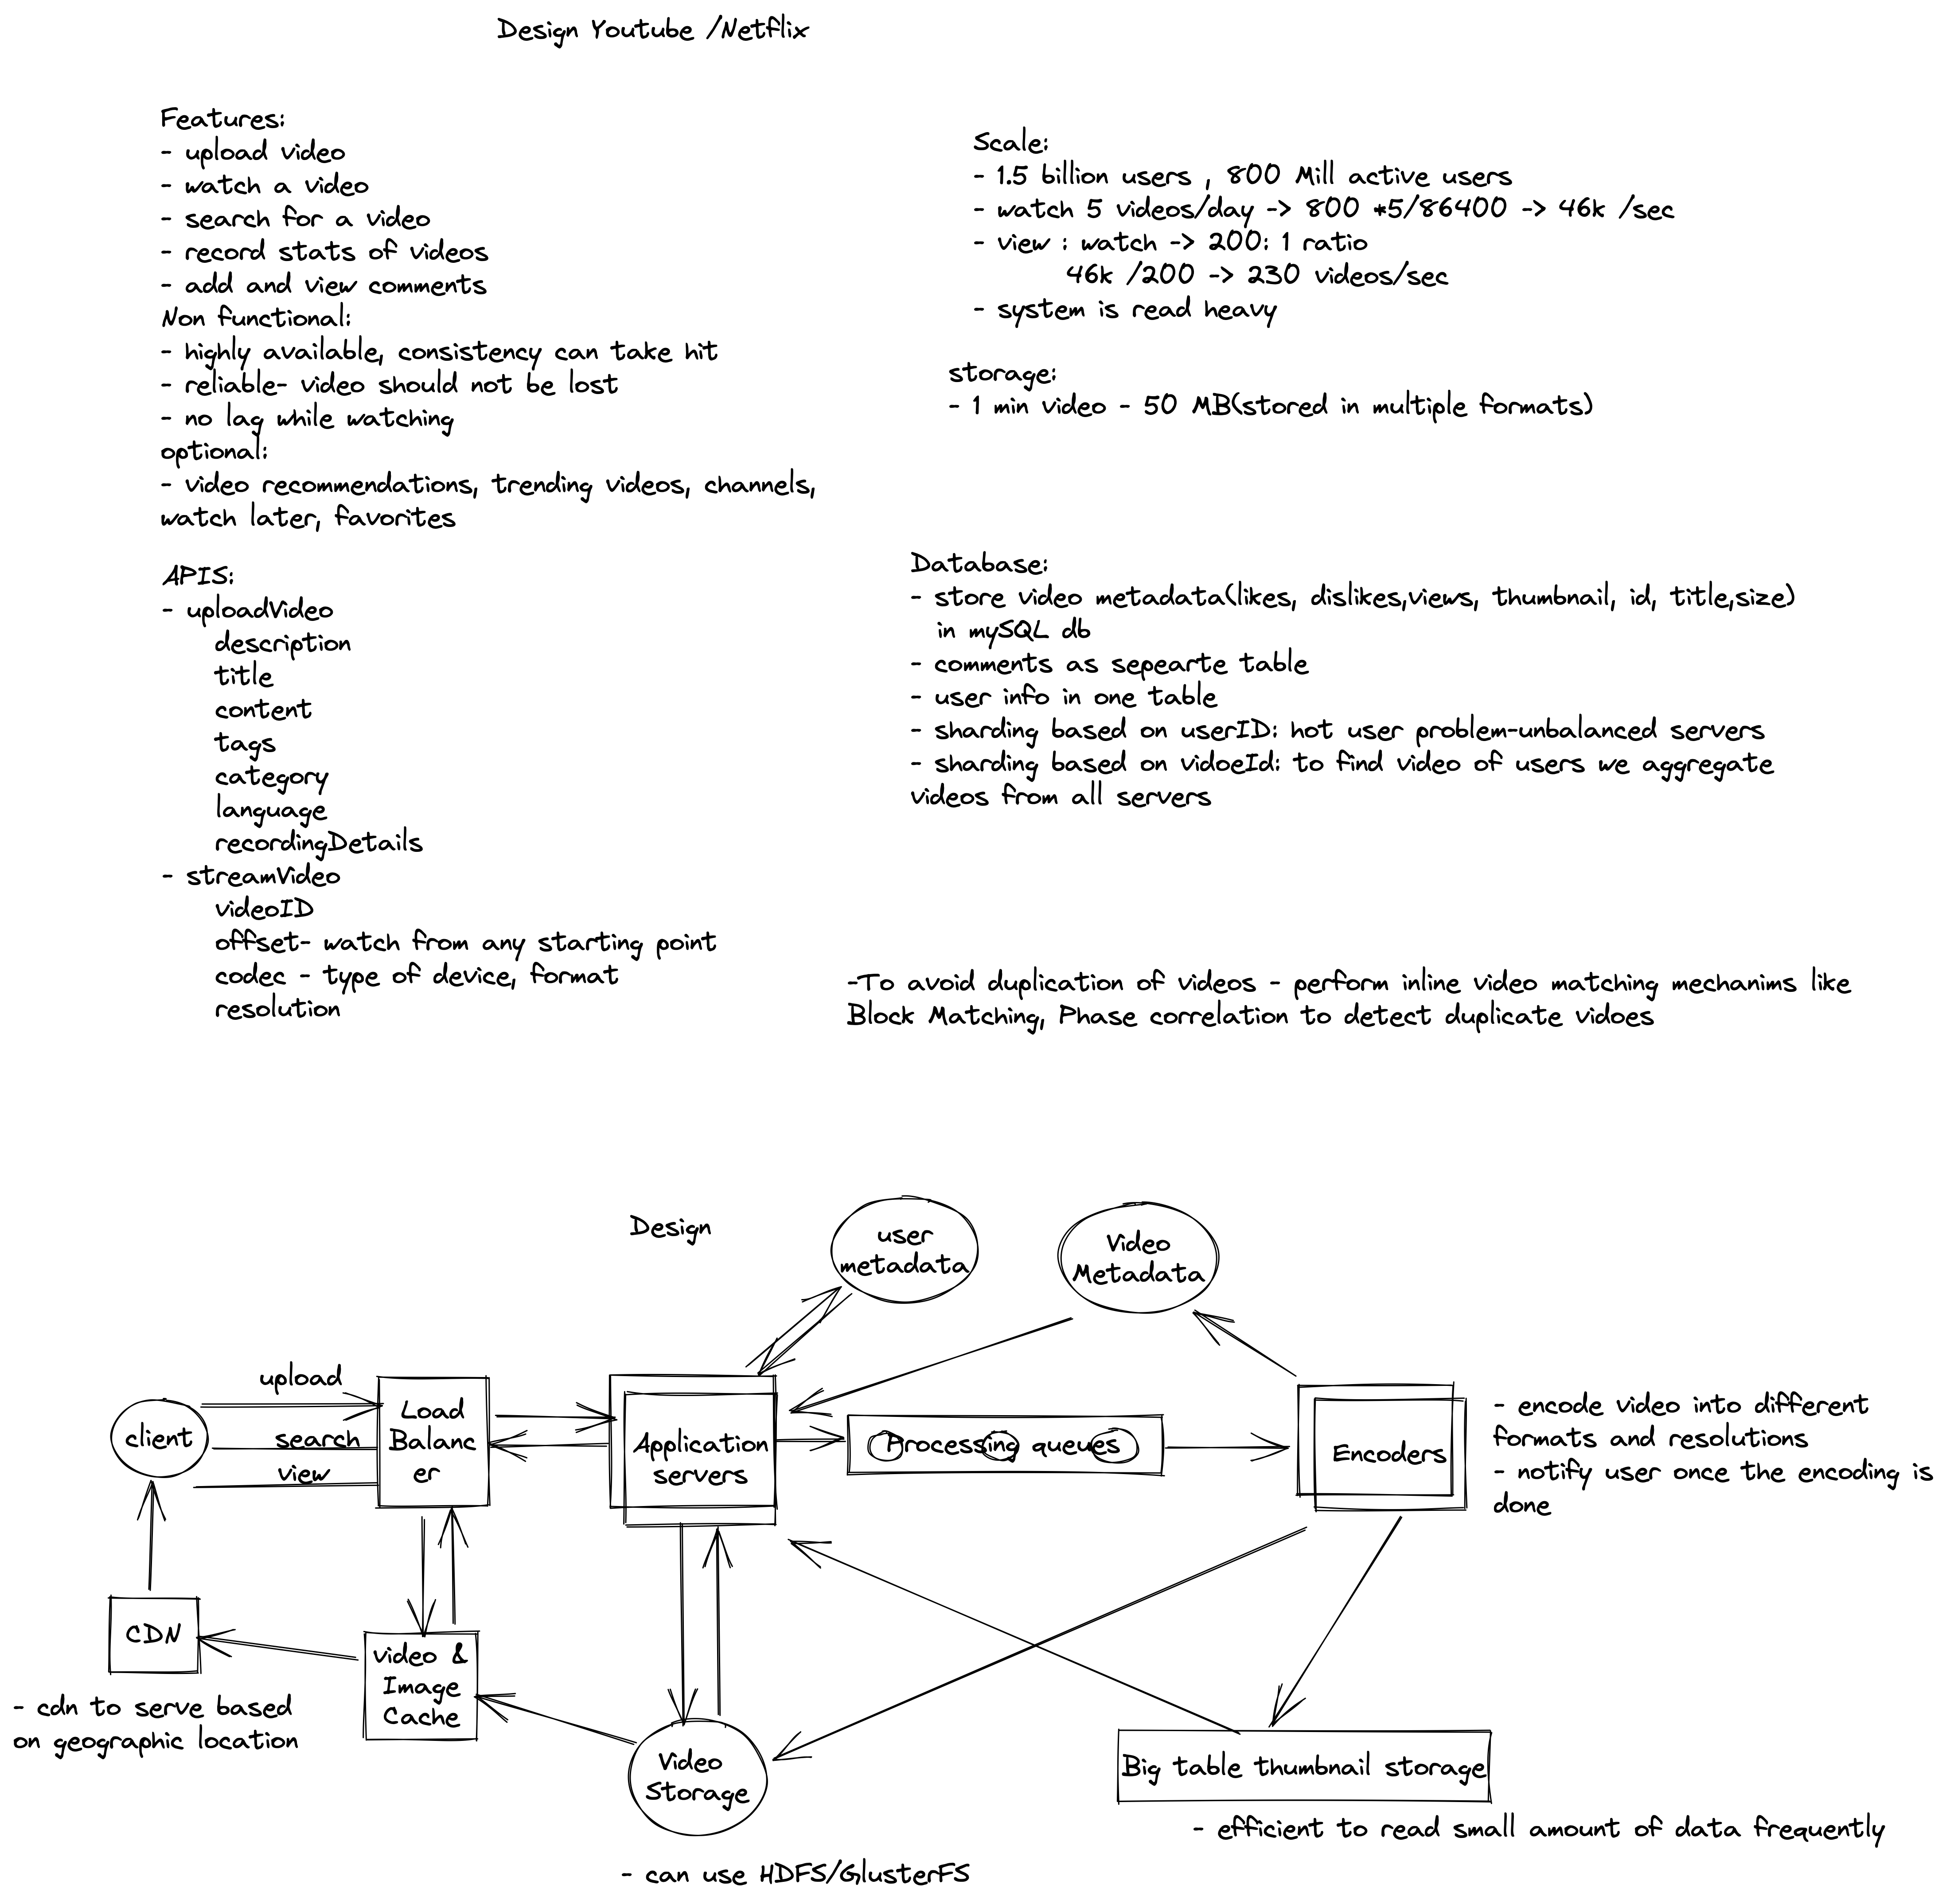 Design Youtube /Netflix
Features:
- upload video
- watch a video
- search for a video
- record stats of videos
- add and view comments
Non functional:
- highly available, consistency can take hit
- reliable- video should not be lost
- no lag while watching
optional:
- video recommendations, trending videos, channels,
watch later, favorites
Scale:
- 1.5 billion users , 800 Mill active users
- watch 5 videos/day -> 800 *5/86400 -> 46k /sec
- view : watch -> 200: 1 ratio
46k /200 -> 230 videos/sec
- system is read heavy
storage:
- 1 min video - 50 MB(stored in multiple formats)
APIS:
- uploadVideo
description
title
content
tags
category
language
recordingDetails
- streamVideo
videoID
offset- watch from any starting point
codec - type of device, format
resolution
Database:
- store video metadata(likes, dislikes,views, thumbnail, id, title,size)
in mySQL db
- comments as sepearte table
- user info in one table
- sharding based on userID: hot user problem-unbalanced servers
- sharding based on vidoeId: to find video of users we aggregate
videos from all servers
-To avoid duplication of videos - perform inline video matching mechanims like
Block Matching, Phase correlation to detect duplicate vidoes
Design
user
metadata
Video
Metadata
client
upload
search
view
Load
Balanc
er
Application
servers
Processing queues
Encoders
- encode video into different
formats and resolutions
- notify user once the encoding is
done
CDN
- cdn to serve based
on geographic location
video &
Image
Cache
Video
Storage
- can use HDFS/GlusterFS
Big table thumbnail storage
- efficient to read small amount of data frequently